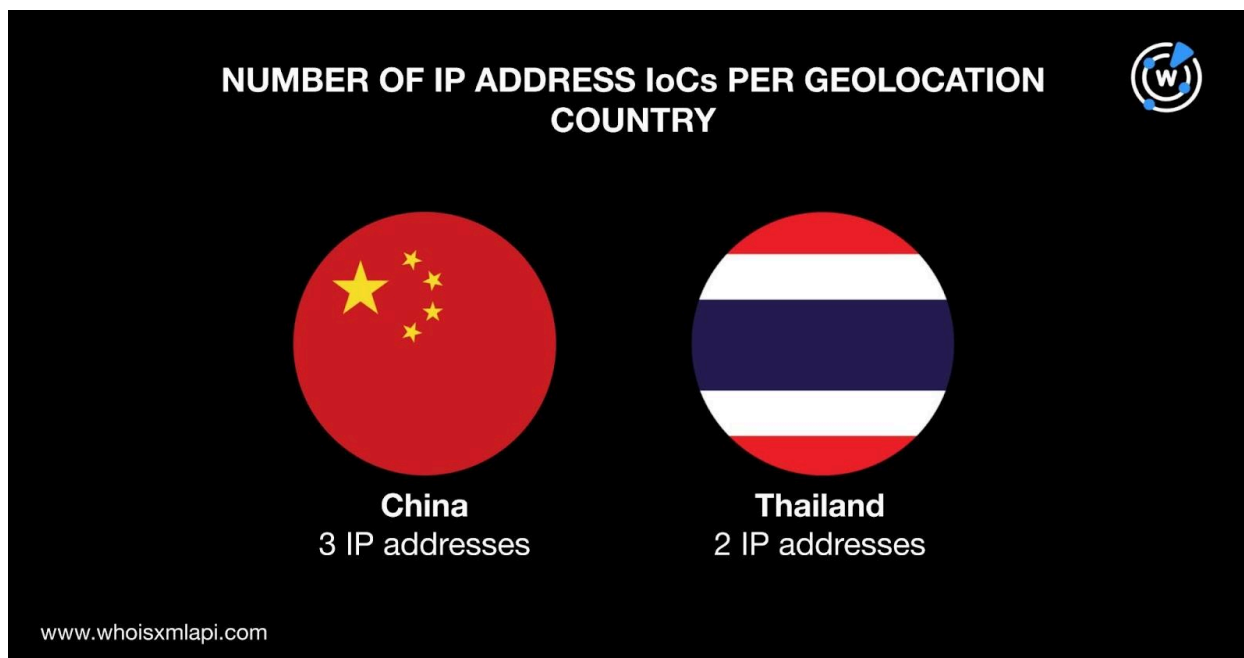 NUMBER OF IP ADDRESS IoCs PER GEOLOCATION
COUNTRY
W
China
3 IP addresses
Thailand
2 IP addresses
www.whoisxmlapi.com